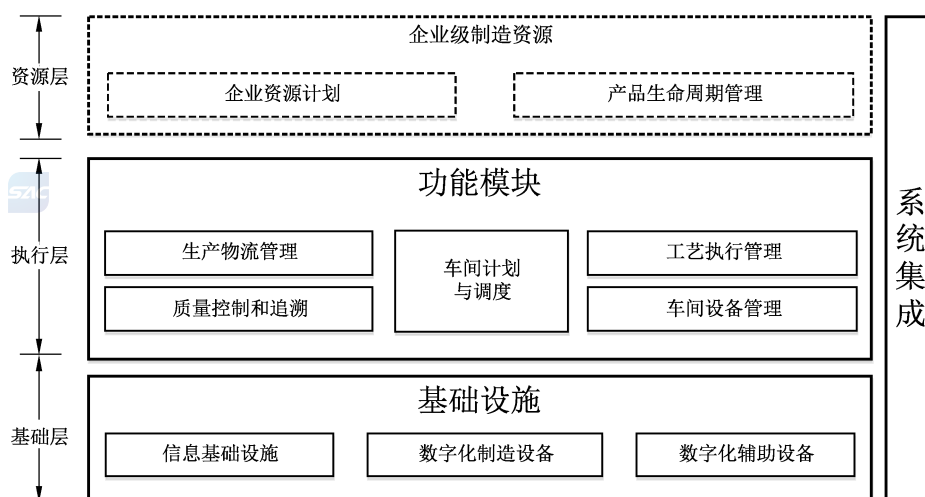 企业级制造资源
资源层
企业资源计划
产品生命周期管理
功能模块
SAC
执行层
生产物流管理
车间计划
与调度
工艺执行管理
质量控制和追溯
车间设备管理
系
统
集
成
基础设施
基础层
信息基础设施
数字化制造设备
数字化辅助设备